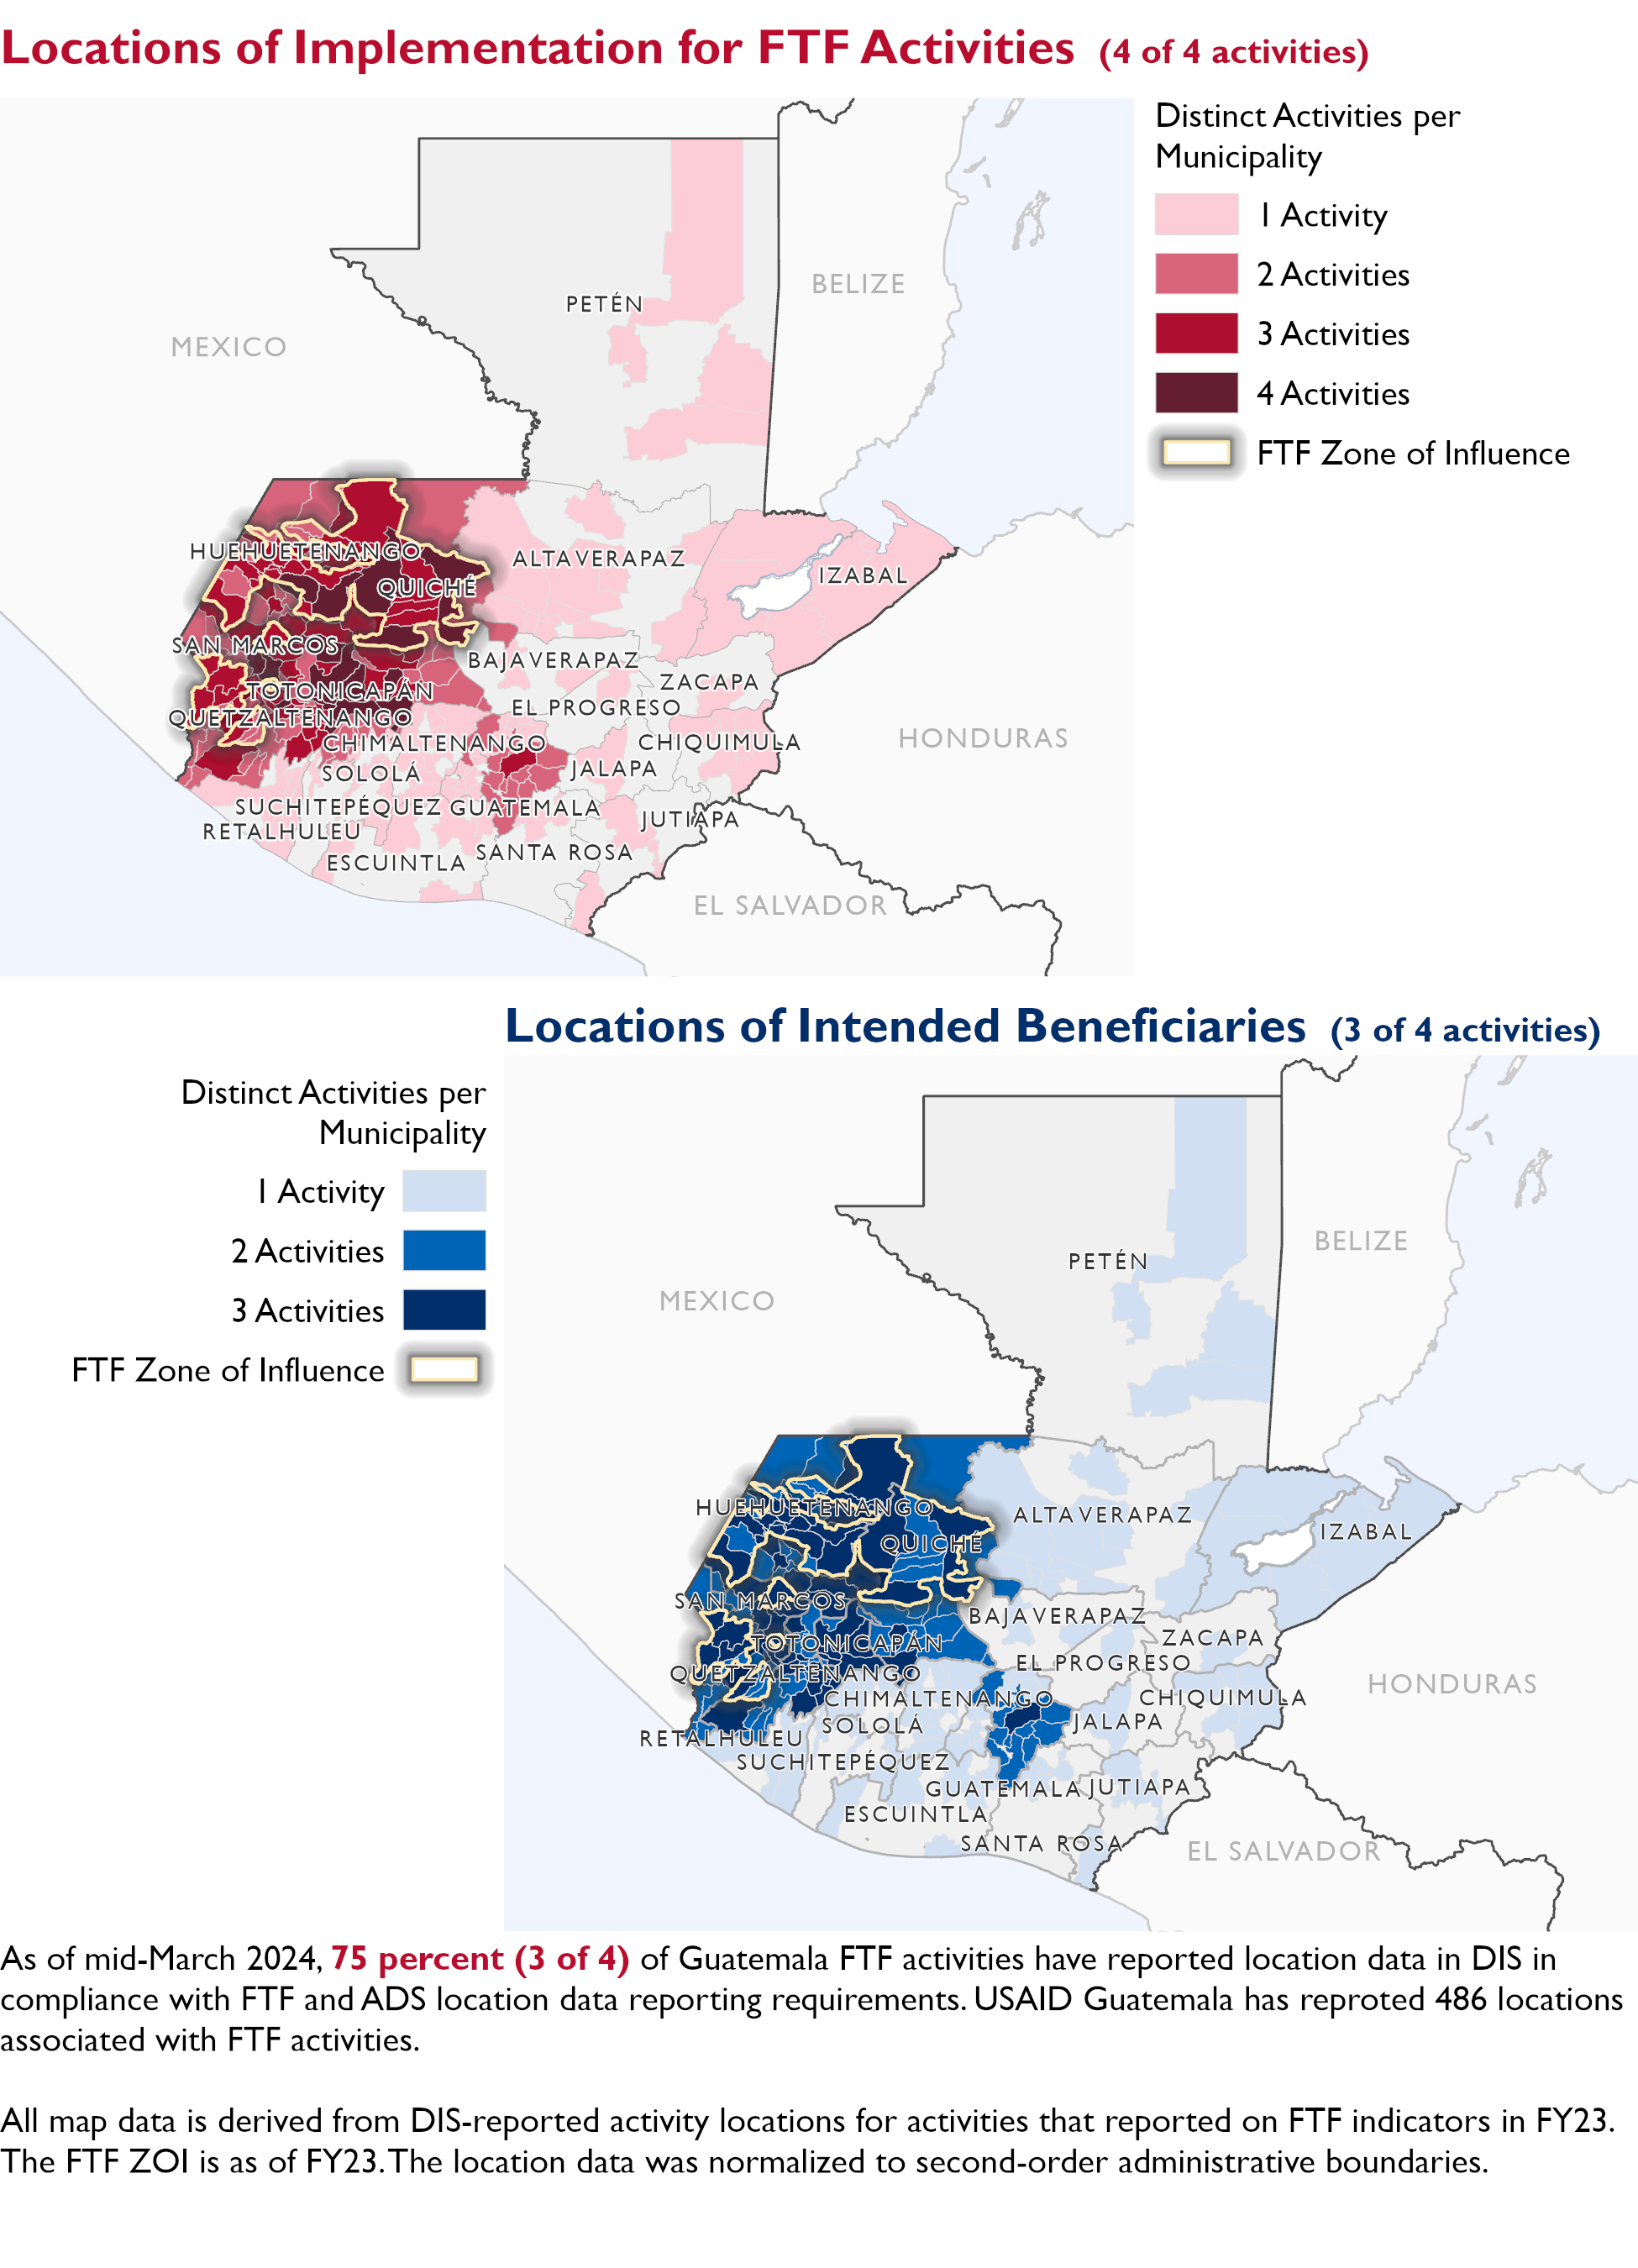 Locations of Implementation for FTF Activities (4 of 4 activities)
Distinct Activities per
Municipality
1 Activity
2 Activities
3 Activities
4 Activities
FTF Zone of Influence
PETÉN
BELIZE
MEXICO
HUEHUETENANGO
ALTA VERAPAZ
IZABAL
QUICHÉ
SAN MARCOS
BAJA VERAPAZ
ZACAPA
TOTONICAPÁN
EL PROGRESO
QUETZALTENANGO
CHIMALTENANGO
CHIQUIMULA
HONDURAS
SOLOLÁ
JALAPA
SUCHITEPÉQUEZ
GUATEMALA
JUTIAPA
RETALHULEU
ESCUINTLA
SANTA ROSA
EL SALVADOR
Locations of Intended Beneficiaries (3 of 4 activities)
Distinct Activities per
Municipality
1 Activity
2 Activities
3 Activities
FTF Zone of Influence
PETÉN
BELIZE
MEXICO
HUEHUETENANGO
ALTA VERAPAZ
IZABAL
QUICHÉ
SAN MARCOS
BAJA VERAPAZ
ZACAPA
TOTONICAPÁN
EL PROGRESO
QUETZALTENANGO
HONDURAS
CHIMALTENANGO
CHIQUIMULA
SOLOLÁ
JALAPA
RETALHULEU
SUCHITEPÉQUEZ
GUATEMALA
JUTIAPA
ESCUINTLA
SANTA ROSA
EL SALVADOR
As of mid-March 2024, 75 percent (3 of 4) of Guatemala FTF activities have reported location data in DIS in
compliance with FTF and ADS location data reporting requirements. USAID Guatemala has reproted 486 locations
associated with FTF activities.
All map data is derived from DIS-reported activity locations for activities that reported on FTF indicators in FY23.
The FTF ZOI is as of FY23. The location data was normalized to second-order administrative boundaries.